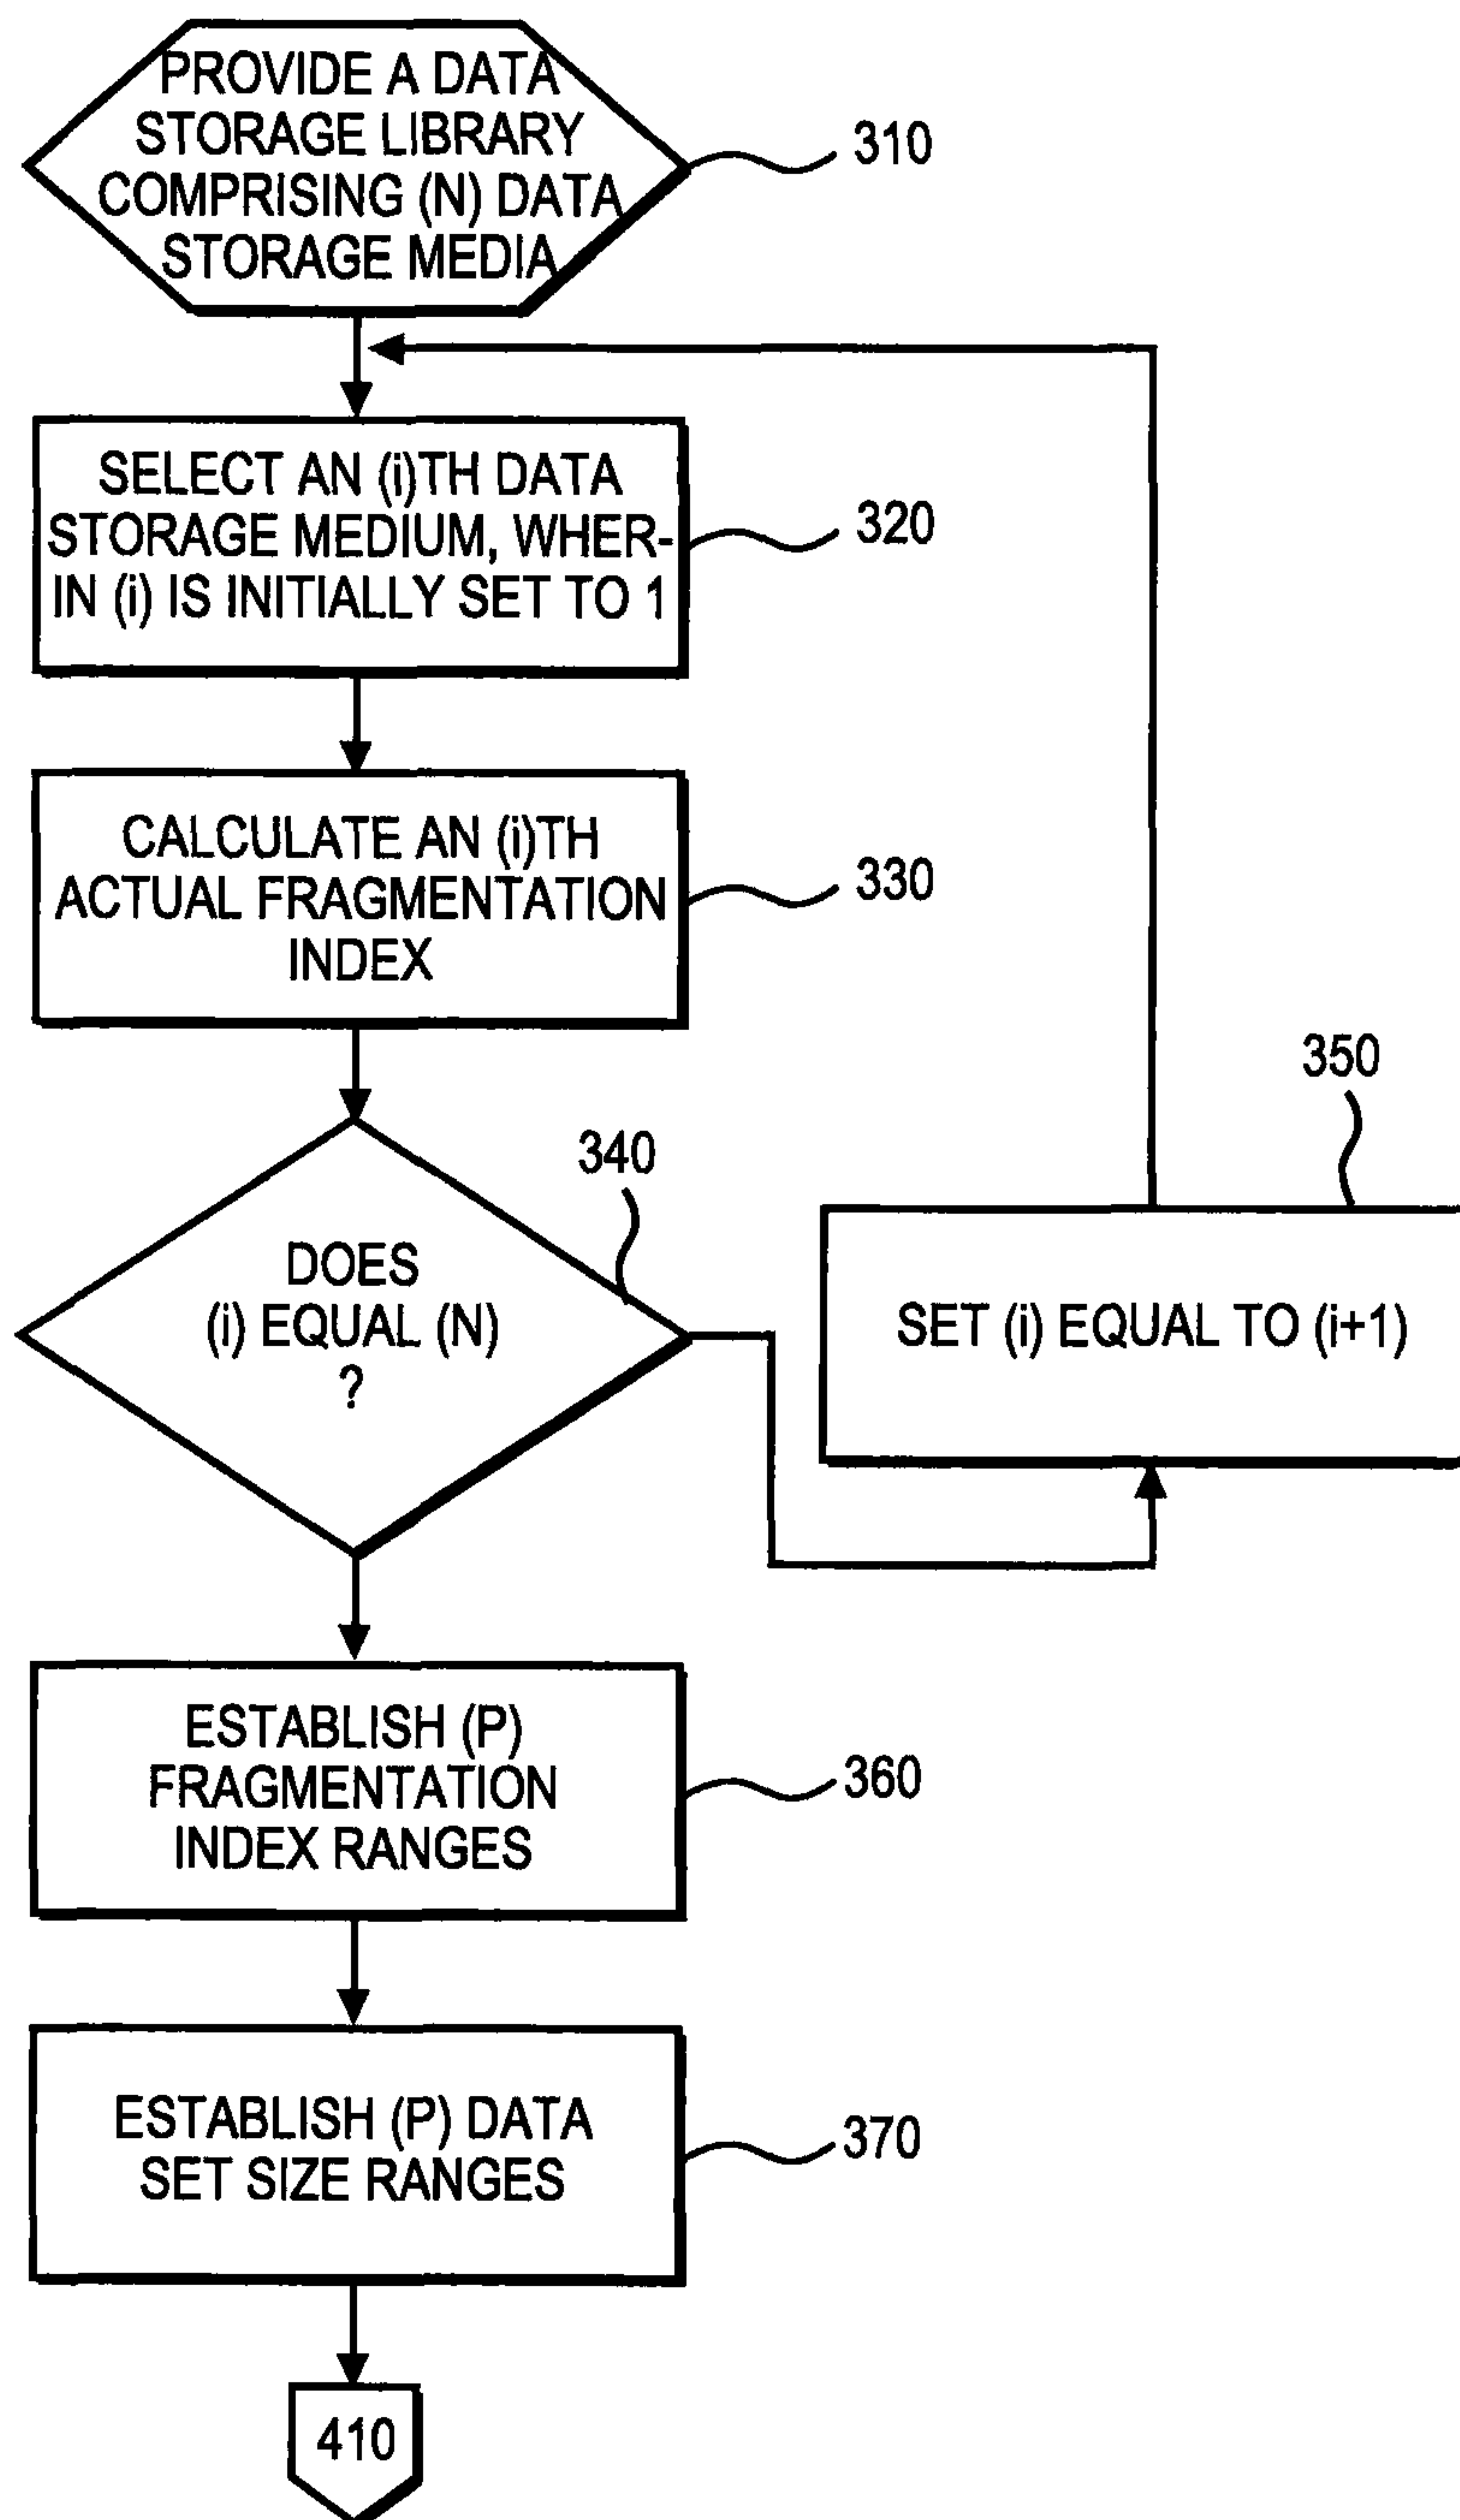 PROVIDE A DATA
STORAGE LIBRARY
COMPRISING (N) DATA
STORAGE MEDIA
310
SELECT AN (i)TH DATA
STORAGE MEDIUM, WHER-
IN (i) IS INITIALLY SET TO 1
320
CALCULATE AN (i)TH
ACTUAL FRAGMENTATION
INDEX
330
340
DOES
(i) EQUAL (N)
?
350
SET (i) EQUAL TO (i+1)
ESTABLISH (P)
FRAGMENTATION
INDEX RANGES
360
ESTABLISH (P) DATA
SET SIZE RANGES
370
410